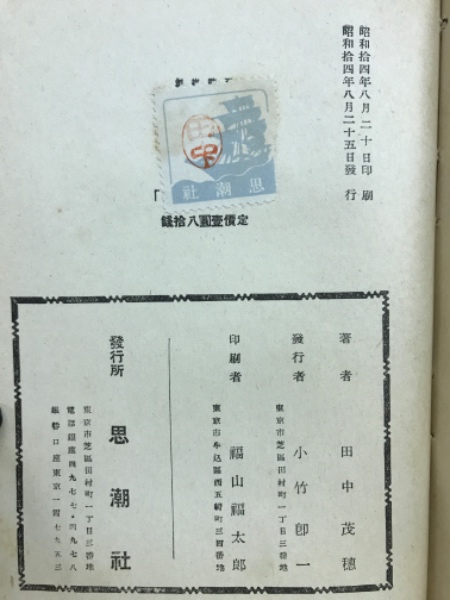 昭和拾四年八月二十日印刷
昭和拾四年八月二十五日發行
思潮社
定價壹圓八拾錢
著者 田中茂穗
發行者 小竹卽一
東京市芝區田村町一丁目三番地
印刷者 福山福太郎
東京市牛込區西五軒町三四番地
發行所 思潮社
東京市芝區田村町一丁目三番地
電話銀座四九七七・四九七八
振替口座東京一四七九五三